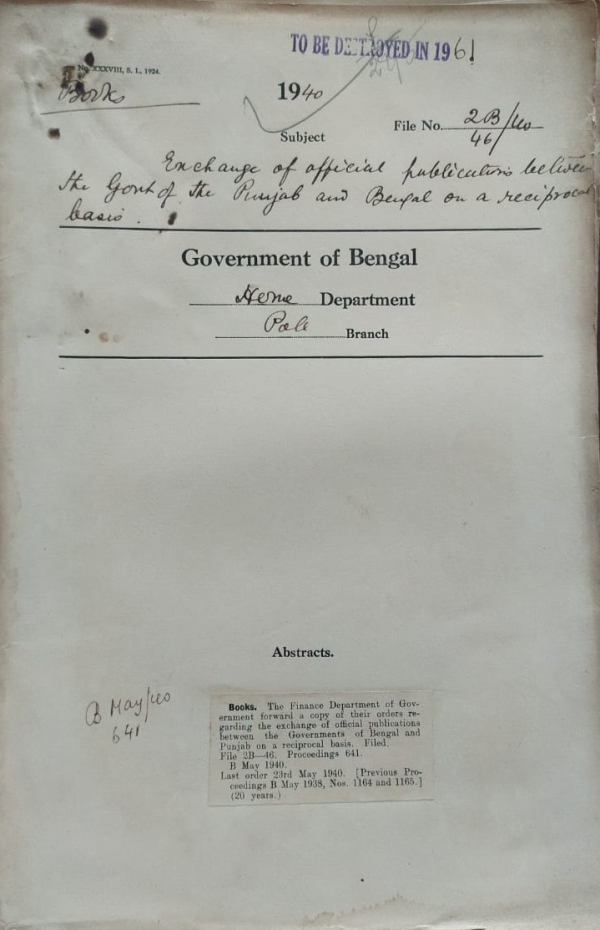 TO BE DESTROYED IN 1961
No. XXXVIII, S. 1., 1924.
Books
1940
Subject
File No. 2B/40
46
Exchange of official publications between
the Govt of the Punjab and Bengal on a reciprocal
basis.
Government of Bengal
Home Department
Poll Branch
Abstracts.
B May/40
641
Books. The Finance Department of Gov-
ernment forward a copy of their orders re-
garding the exchange of official publications
between the Governments of Bengal and
Punjab on a reciprocal basis. Filed.
File 2B—46. Proceedings 641.
B May 1940.
Last order 23rd May 1940. [Previous Pro-
ceedings B May 1938, Nos. 1164 and 1165.]
(20 years.)